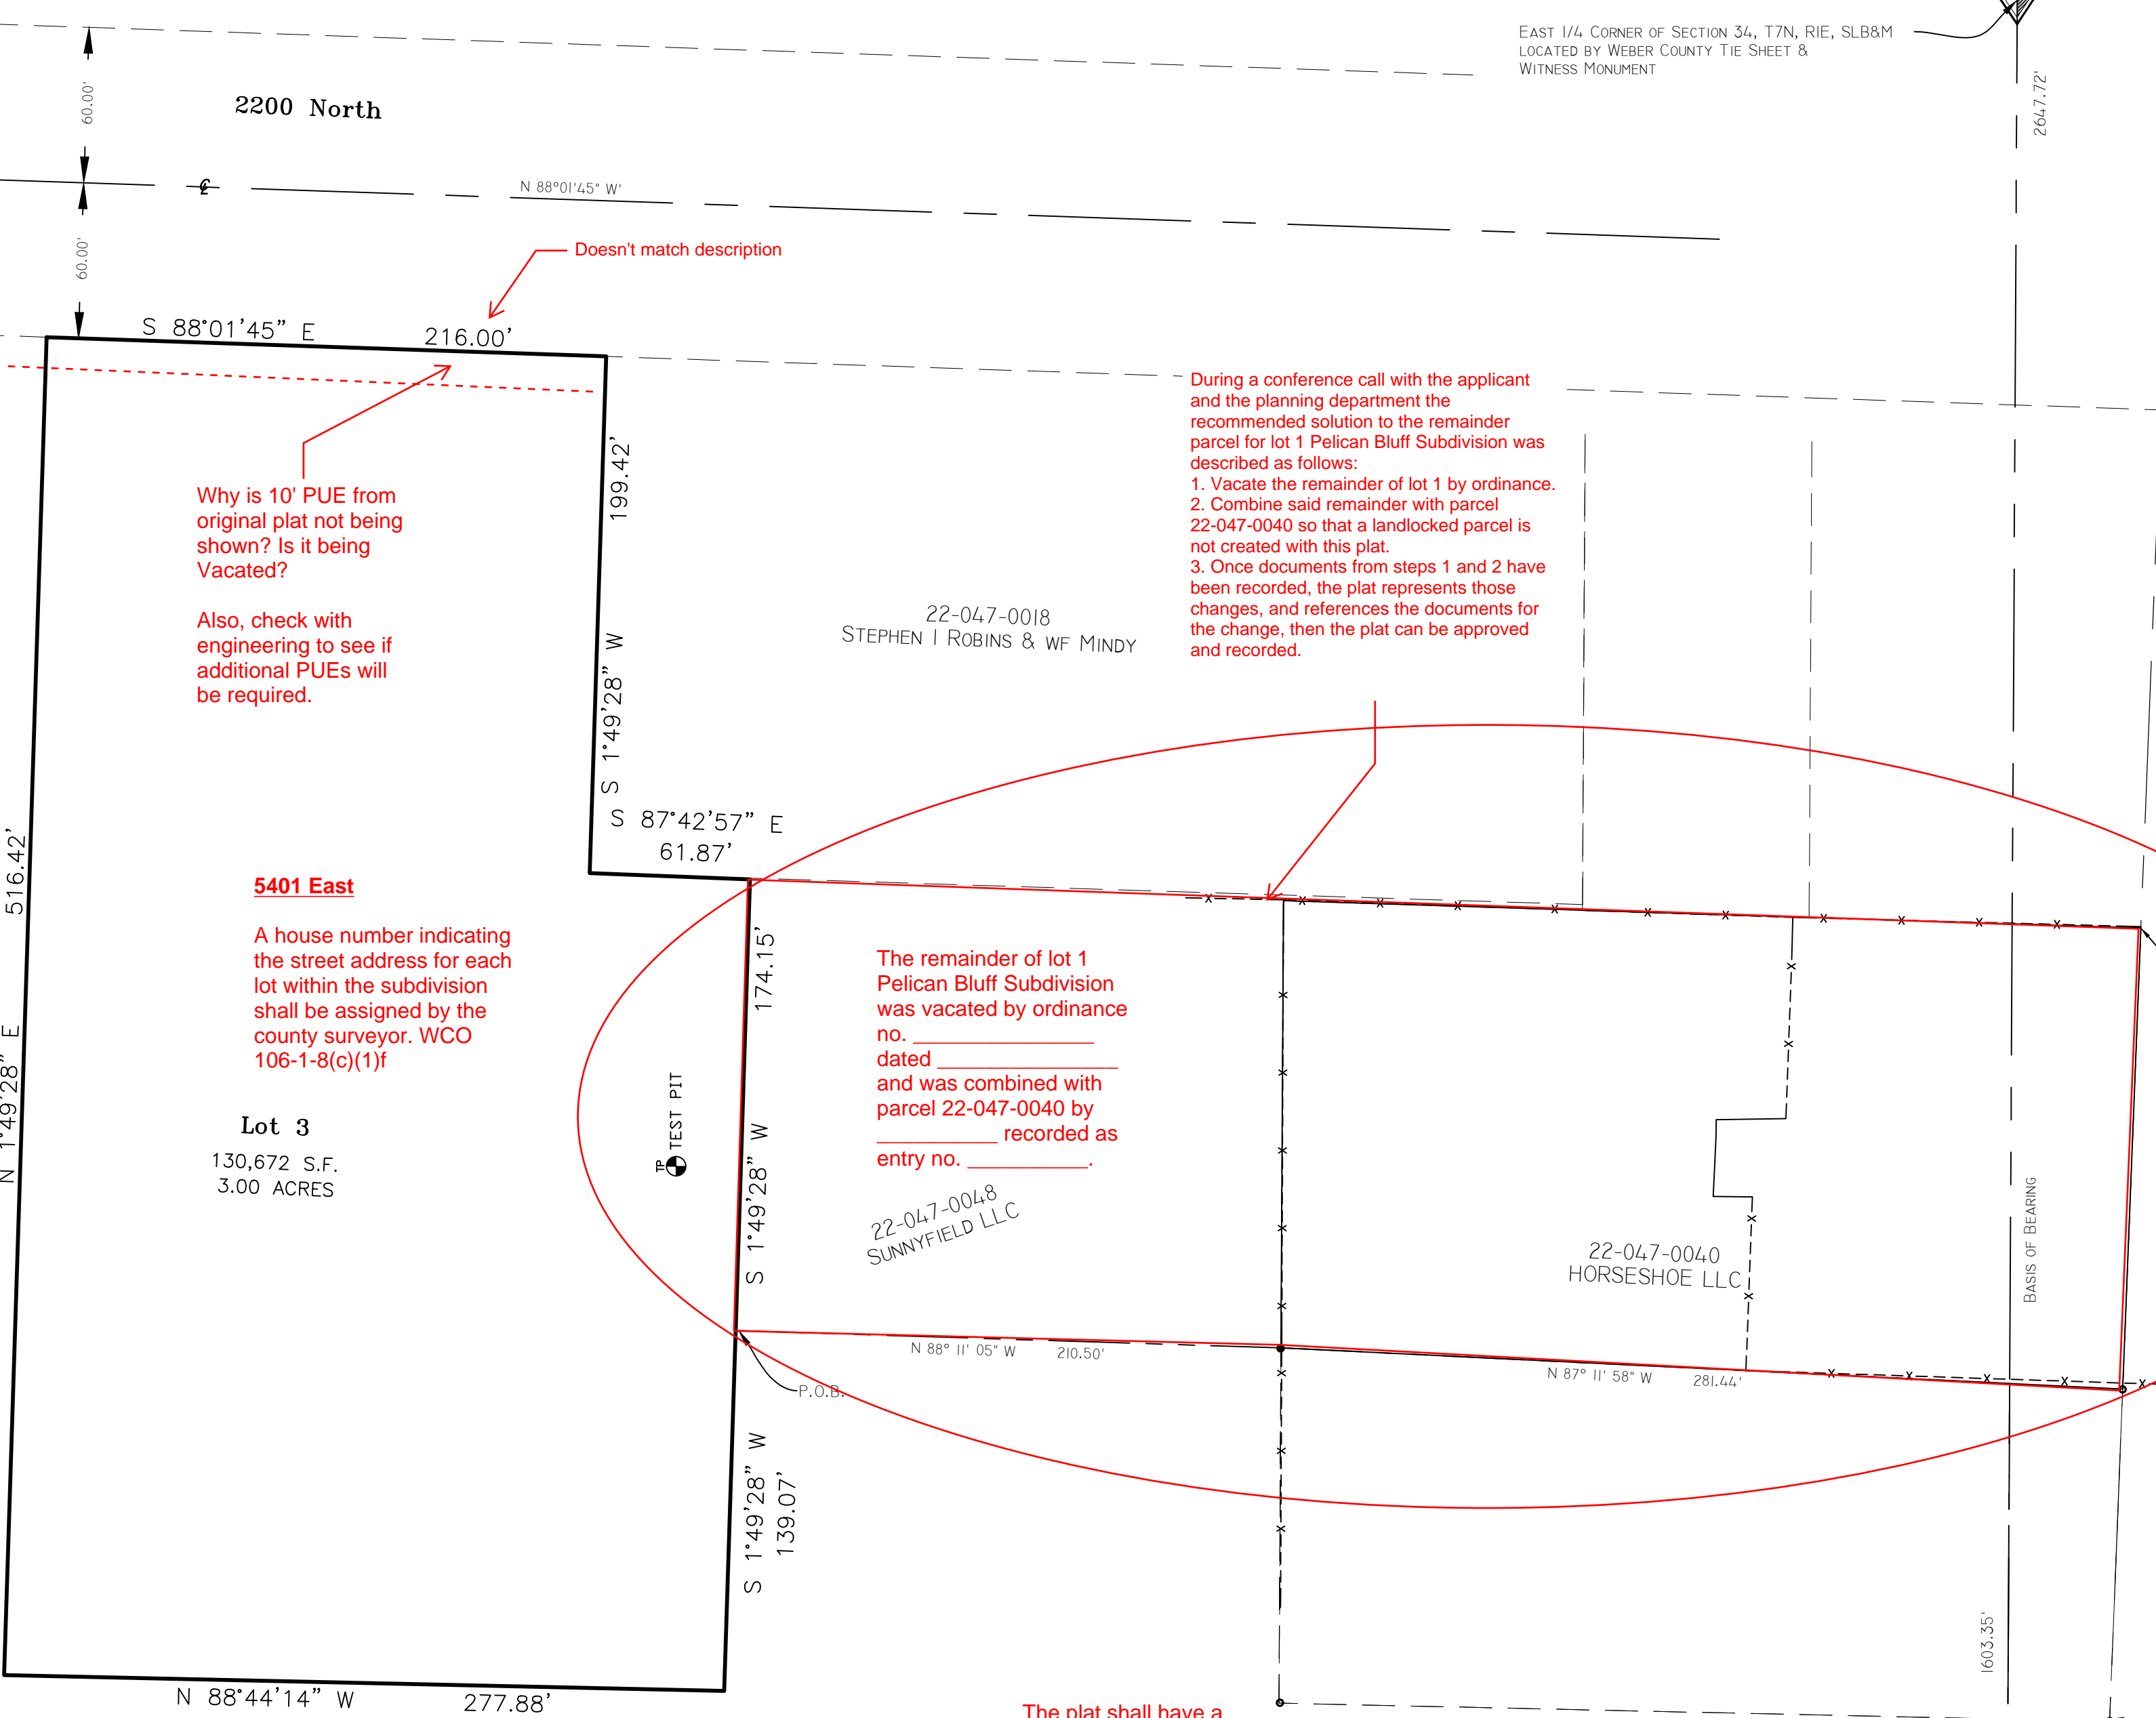 EAST 1/4 CORNER OF SECTION 34, T7N, R1E, SLB&M
LOCATED BY WEBER COUNTY TIE SHEET &
WITNESS MONUMENT
2647.72'
60.00'
2200 North
N 88°01'45" W'
60.00'
Doesn't match description
S 88°01'45" E
216.00'
During a conference call with the applicant
and the planning department the
recommended solution to the remainder
parcel for lot 1 Pelican Bluff Subdivision was
described as follows:
1. Vacate the remainder of lot 1 by ordinance.
2. Combine said remainder with parcel
22-047-0040 so that a landlocked parcel is
not created with this plat.
3. Once documents from steps 1 and 2 have
been recorded, the plat represents those
changes, and references the documents for
the change, then the plat can be approved
and recorded.
Why is 10' PUE from
original plat not being
shown? Is it being
Vacated?
Also, check with
engineering to see if
additional PUEs will
be required.
199.42'
S 1°49'28" W
22-047-0018
STEPHEN I ROBINS & WF MINDY
S 87°42'57" E
61.87'
516.42'
N 1°49'28" E
5401 East
A house number indicating
the street address for each
lot within the subdivision
shall be assigned by the
county surveyor. WCO
106-1-8(c)(1)f
Lot 3
130,672 S.F.
3.00 ACRES
TP
TEST PIT
174.15'
S 1°49'28" W
The remainder of lot 1
Pelican Bluff Subdivision
was vacated by ordinance
no. _______________
dated _______________
and was combined with
parcel 22-047-0040 by
__________ recorded as
entry no. __________.
22-047-0048
SUNNYFIELD LLC
22-047-0040
HORSESHOE LLC
BASIS OF BEARING
N 88° 11' 05" W
210.50'
N 87° 11' 58" W
281.44'
P.O.B.
S 1°49'28" W
139.07'
1603.35'
N 88°44'14" W
277.88'
The plat shall have a